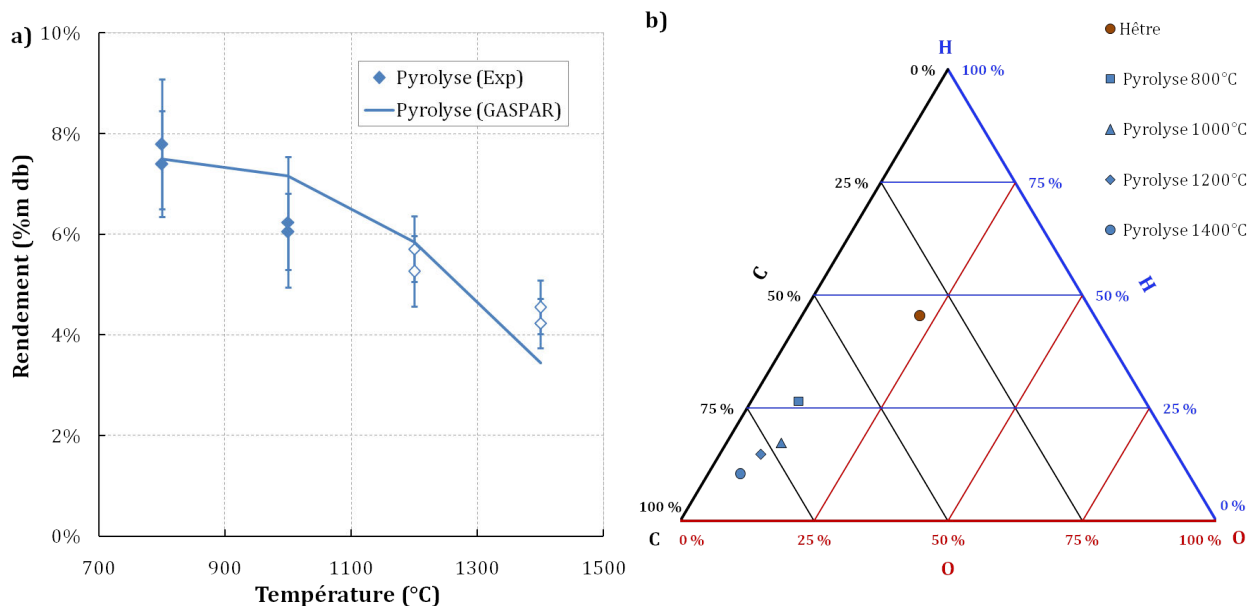 a)
Rendement (%m db)
10%
8%
6%
4%
2%
0%
700
900
1100
1300
1500
Température (°C)
Pyrolyse (Exp)
Pyrolyse (GASPAR)
b)
Hêtre
Pyrolyse 800°C
Pyrolyse 1000°C
Pyrolyse 1200°C
Pyrolyse 1400°C
H
0 %
100 %
25 %
75 %
C
H
50 %
50 %
75 %
25 %
100 %
0 %
C
0 %
25 %
50 %
75 %
100 %
O
O